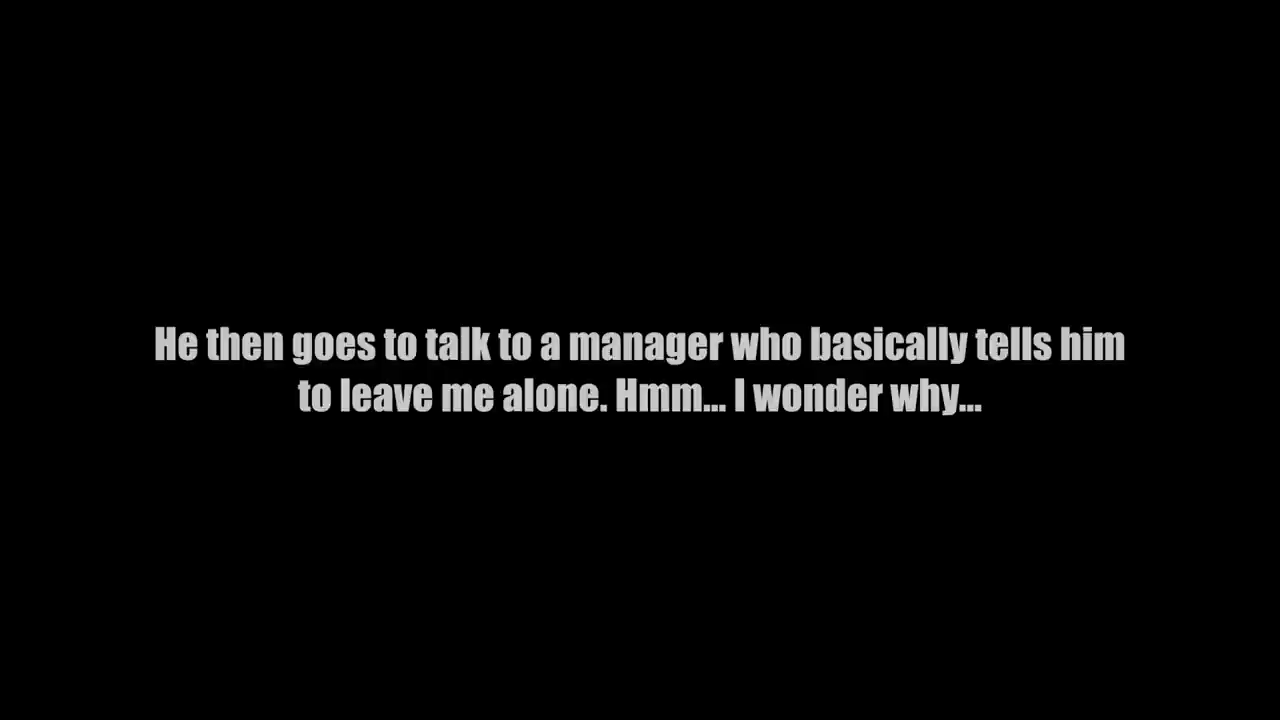 He then goes to talk to a manager who basically tells him
to leave me alone. Hmm... I wonder why...